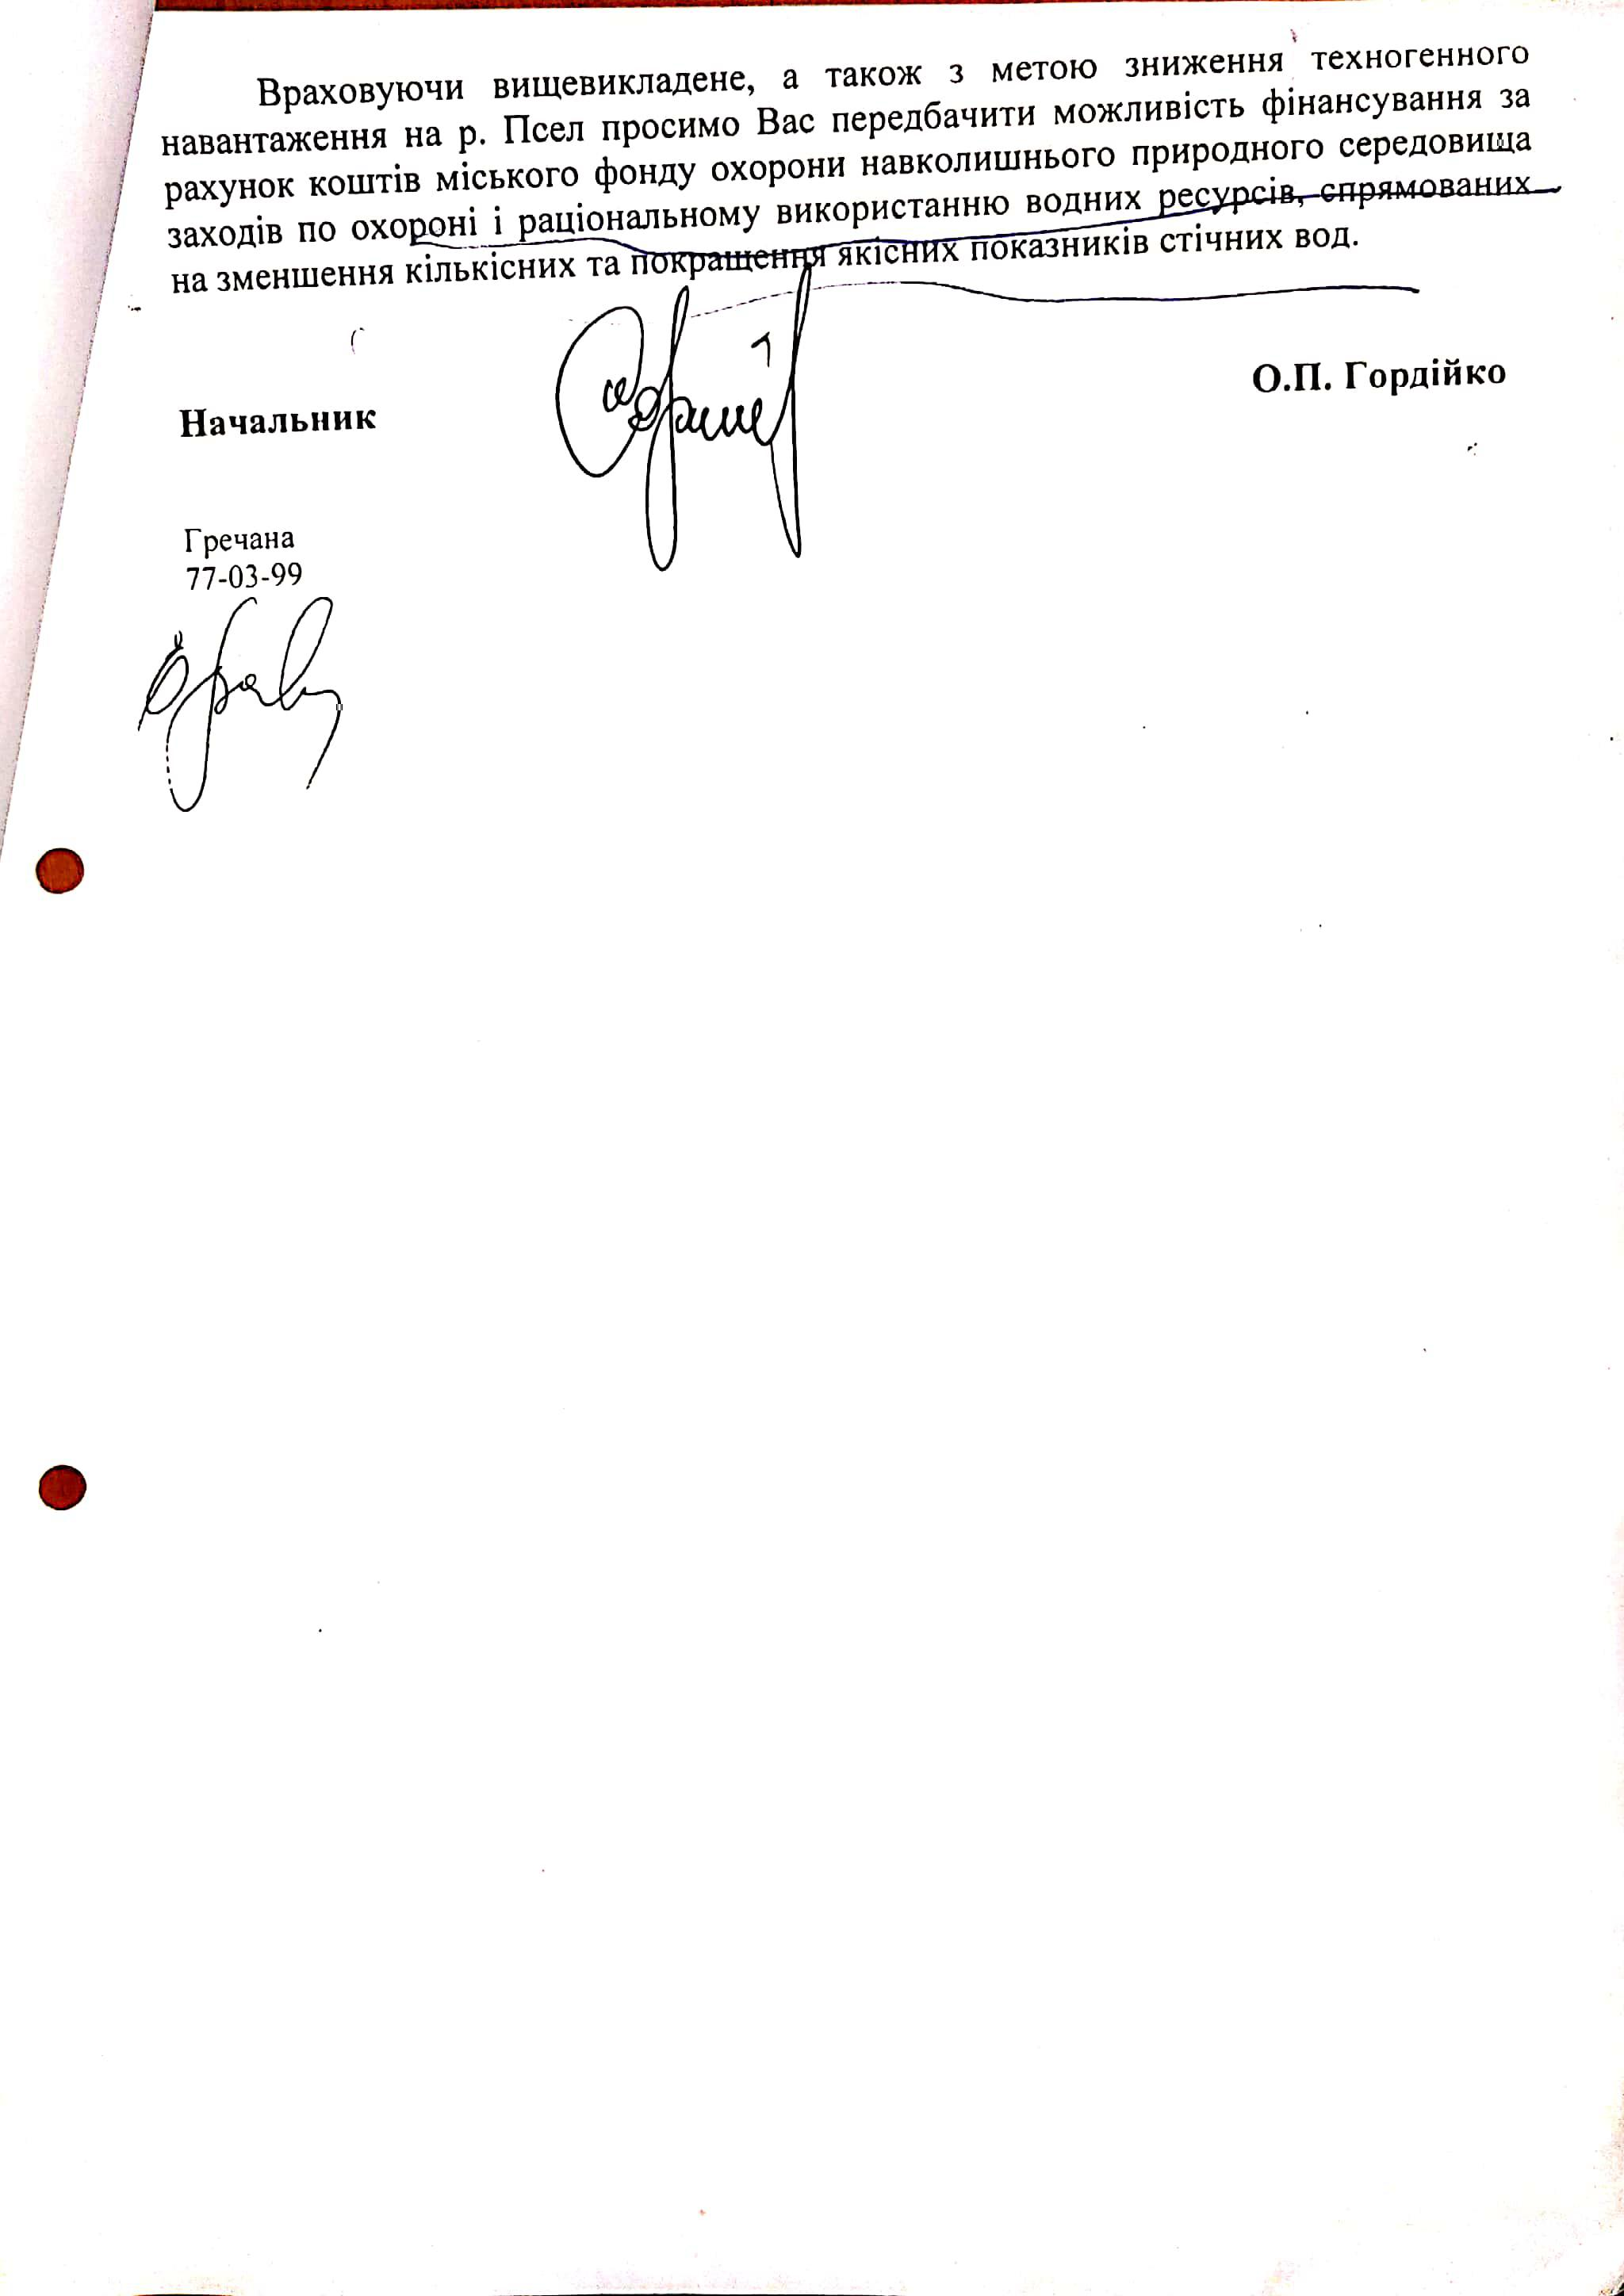 Враховуючи вищевикладене, а також з метою зниження техногенного
навантаження на р. Псел просимо Вас передбачити можливість фінансування за
рахунок коштів міського фонду охорони навколишнього природного середовища
заходів по охороні і раціональному використанню водних ресурсів, спрямованих
на зменшення кількісних та покращення якісних показників стічних вод.
Начальник О.П. Гордійко
Гречана
77-03-99